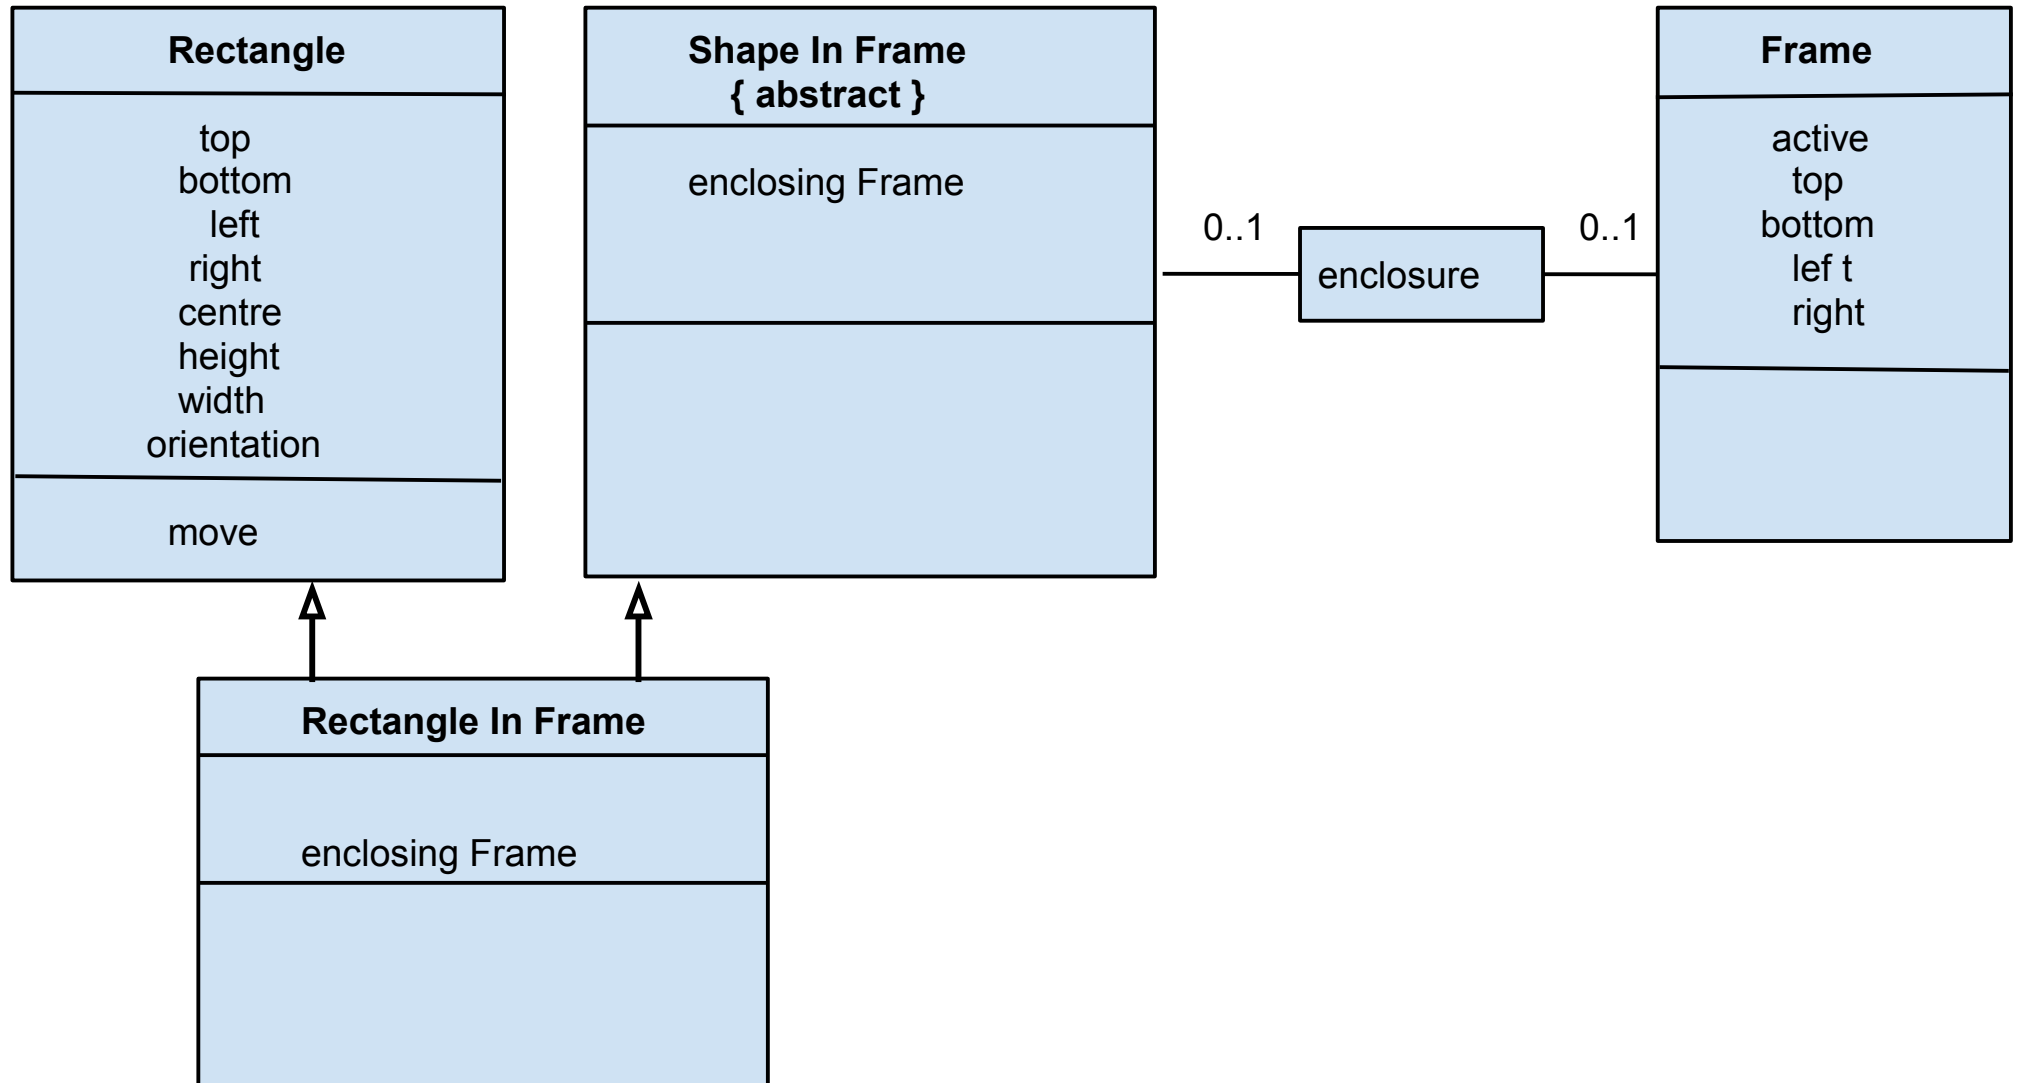 Rectangle
top
bottom
left
right
centre
height
width
orientation
move
Shape In Frame
{ abstract }
enclosing Frame
0..1
enclosure
0..1
Frame
active
top
bottom
lef t
right
Rectangle In Frame
enclosing Frame